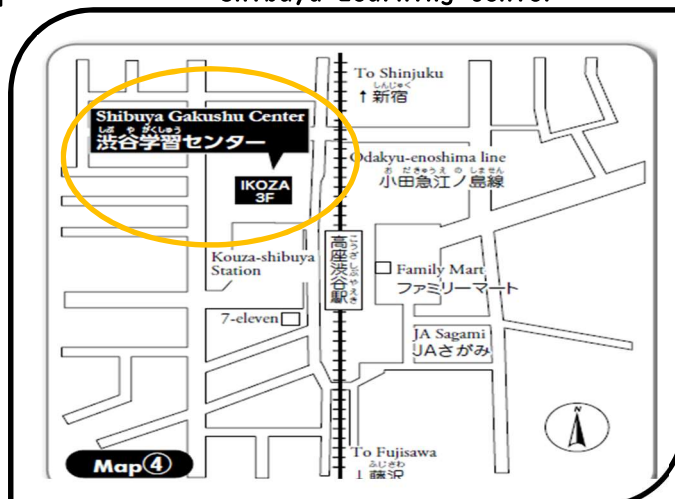 To Shinjuku
しんじゅく
↑新宿
Shibuya Gakushu Center
しぶ や がくしゅう
渋谷学習センター
IKOZA
3F
Odakyu-enoshima line
お だきゅうえ の しません
小田急江ノ島線
Kouza-shibuya
Station
高座渋谷駅
こうざしぶやえき
Family Mart
ファミリーマート
7-eleven
JA Sagami
JAさがみ
N
To Fujisawa
ふじさわ
↓藤沢
Map④